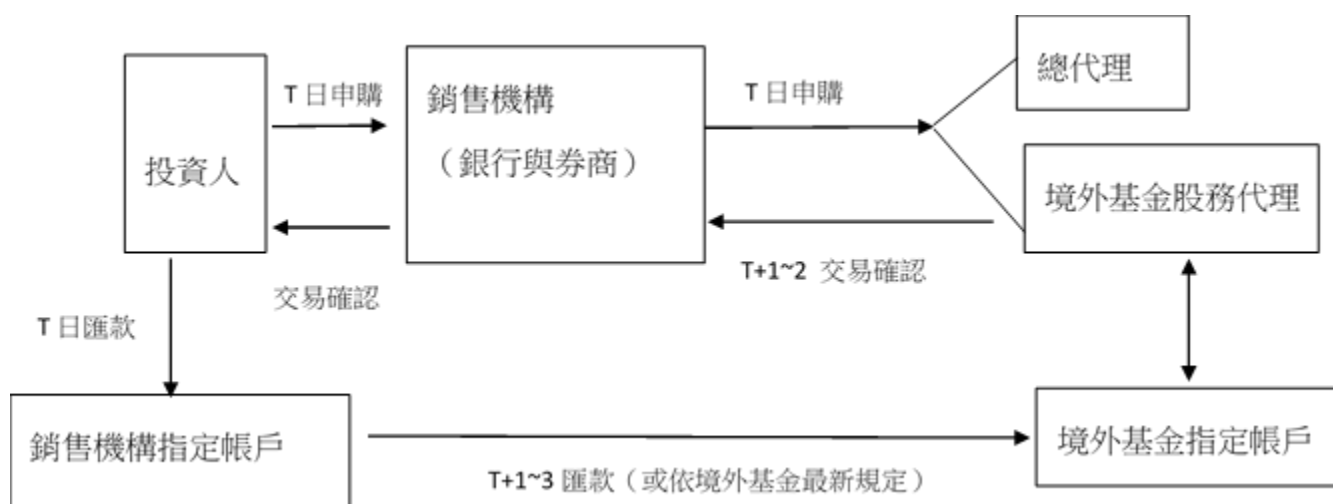 總代理
T 日申購
銷售機構
（銀行與券商）
T 日申購
投資人
境外基金股務代理
T+1~2 交易確認
交易確認
T 日匯款
銷售機構指定帳戶
境外基金指定帳戶
T+1~3 匯款（或依境外基金最新規定）